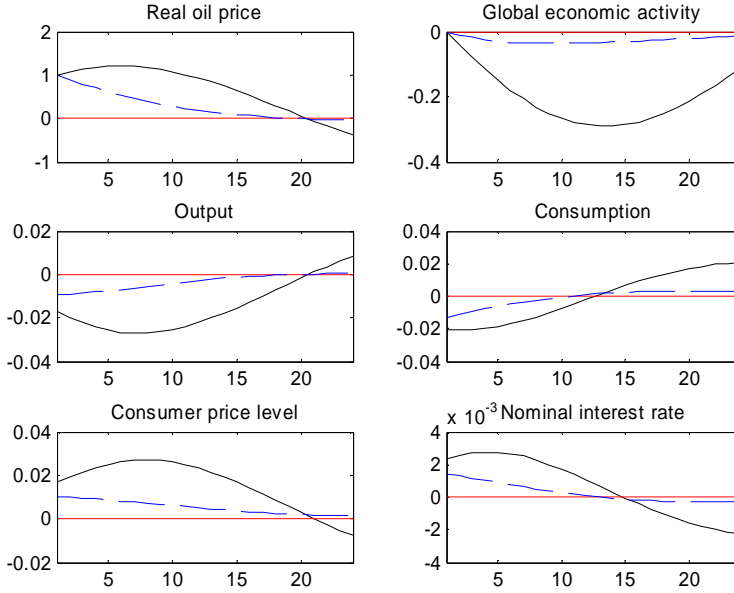 Real oil price
Global economic activity
2
1
0
-1
5 10 15 20
0
-0.2
-0.4
5 10 15 20
Output
Consumption
0.02
0
-0.02
-0.04
5 10 15 20
0.04
0.02
0
-0.02
-0.04
5 10 15 20
Consumer price level
x 10⁻³ Nominal interest rate
0.04
0.02
0
-0.02
5 10 15 20
4
2
0
-2
-4
5 10 15 20